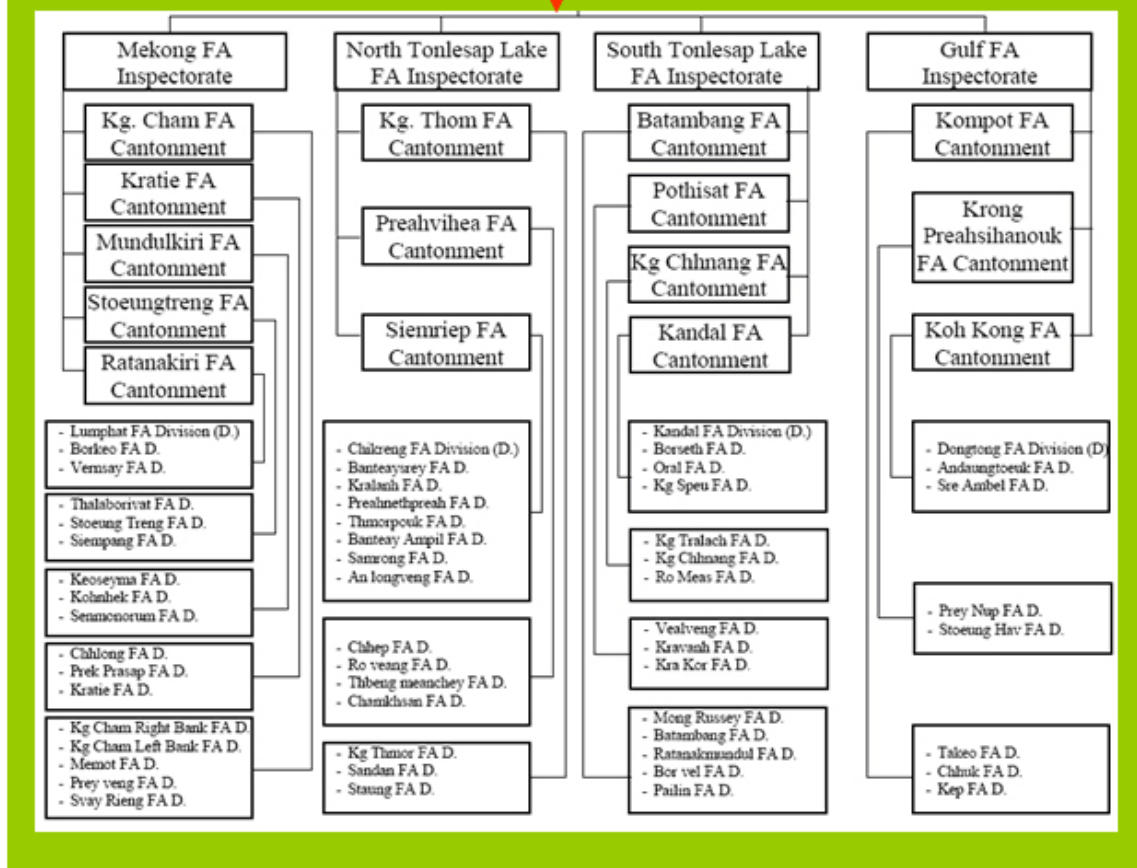 Mekong FA
Inspectorate
Kg. Cham FA
Cantonment
Kratie FA
Cantonment
Mundulkiri FA
Cantonment
Stoeungtreng FA
Cantonment
Ratanakiri FA
Cantonment
- Lumphat FA Division (D.)
- Borkeo FA D.
- Vernsay FA D.
- Thalaborivat FA D.
- Stoeung Treng FA D.
- Siempang FA D.
- Keoseyma FA D.
- Kohnhek FA D.
- Senmonorum FA D.
- Chhlong FA D.
- Prek Prasap FA D.
- Kratie FA D.
- Kg Cham Right Bank FA D.
- Kg Cham Left Bank FA D.
- Memot FA D.
- Prey veng FA D.
- Svay Rieng FA D.
North Tonlesap Lake
FA Inspectorate
Kg. Thom FA
Cantonment
Preahvihea FA
Cantonment
Siemriep FA
Cantonment
- Chikreng FA Division (D.)
- Banteaysrey FA D.
- Kralanh FA D.
- Preahnethpreah FA D.
- Thmorpouk FA D.
- Banteay Ampil FA D.
- Samrong FA D.
- An longveng FA D.
- Chhep FA D.
- Ro veang FA D.
- Thbeng meanchey FA D.
- Chamkhsan FA D.
- Kg Thmor FA D.
- Sandan FA D.
- Staung FA D.
South Tonlesap Lake
FA Inspectorate
Batambang FA
Cantonment
Pothisat FA
Cantonment
Kg Chhnang FA
Cantonment
Kandal FA
Cantonment
- Kandal FA Division (D.)
- Borseth FA D.
- Oral FA D.
- Kg Speu FA D.
- Kg Tralach FA D.
- Kg Chhnang FA D.
- Ro Meas FA D.
- Vealveng FA D.
- Kravanh FA D.
- Kra Kor FA D.
- Mong Russey FA D.
- Batambang FA D.
- Ratanakmundul FA D.
- Bor vel FA D.
- Pailin FA D.
Gulf FA
Inspectorate
Kompot FA
Cantonment
Krong
Preahsihanouk
FA Cantonment
Koh Kong FA
Cantonment
- Dongtong FA Division (D)
- Andaungtoeuk FA D.
- Sre Ambel FA D.
- Prey Nup FA D.
- Stoeung Hav FA D.
- Takeo FA D.
- Chhuk FA D.
- Kep FA D.